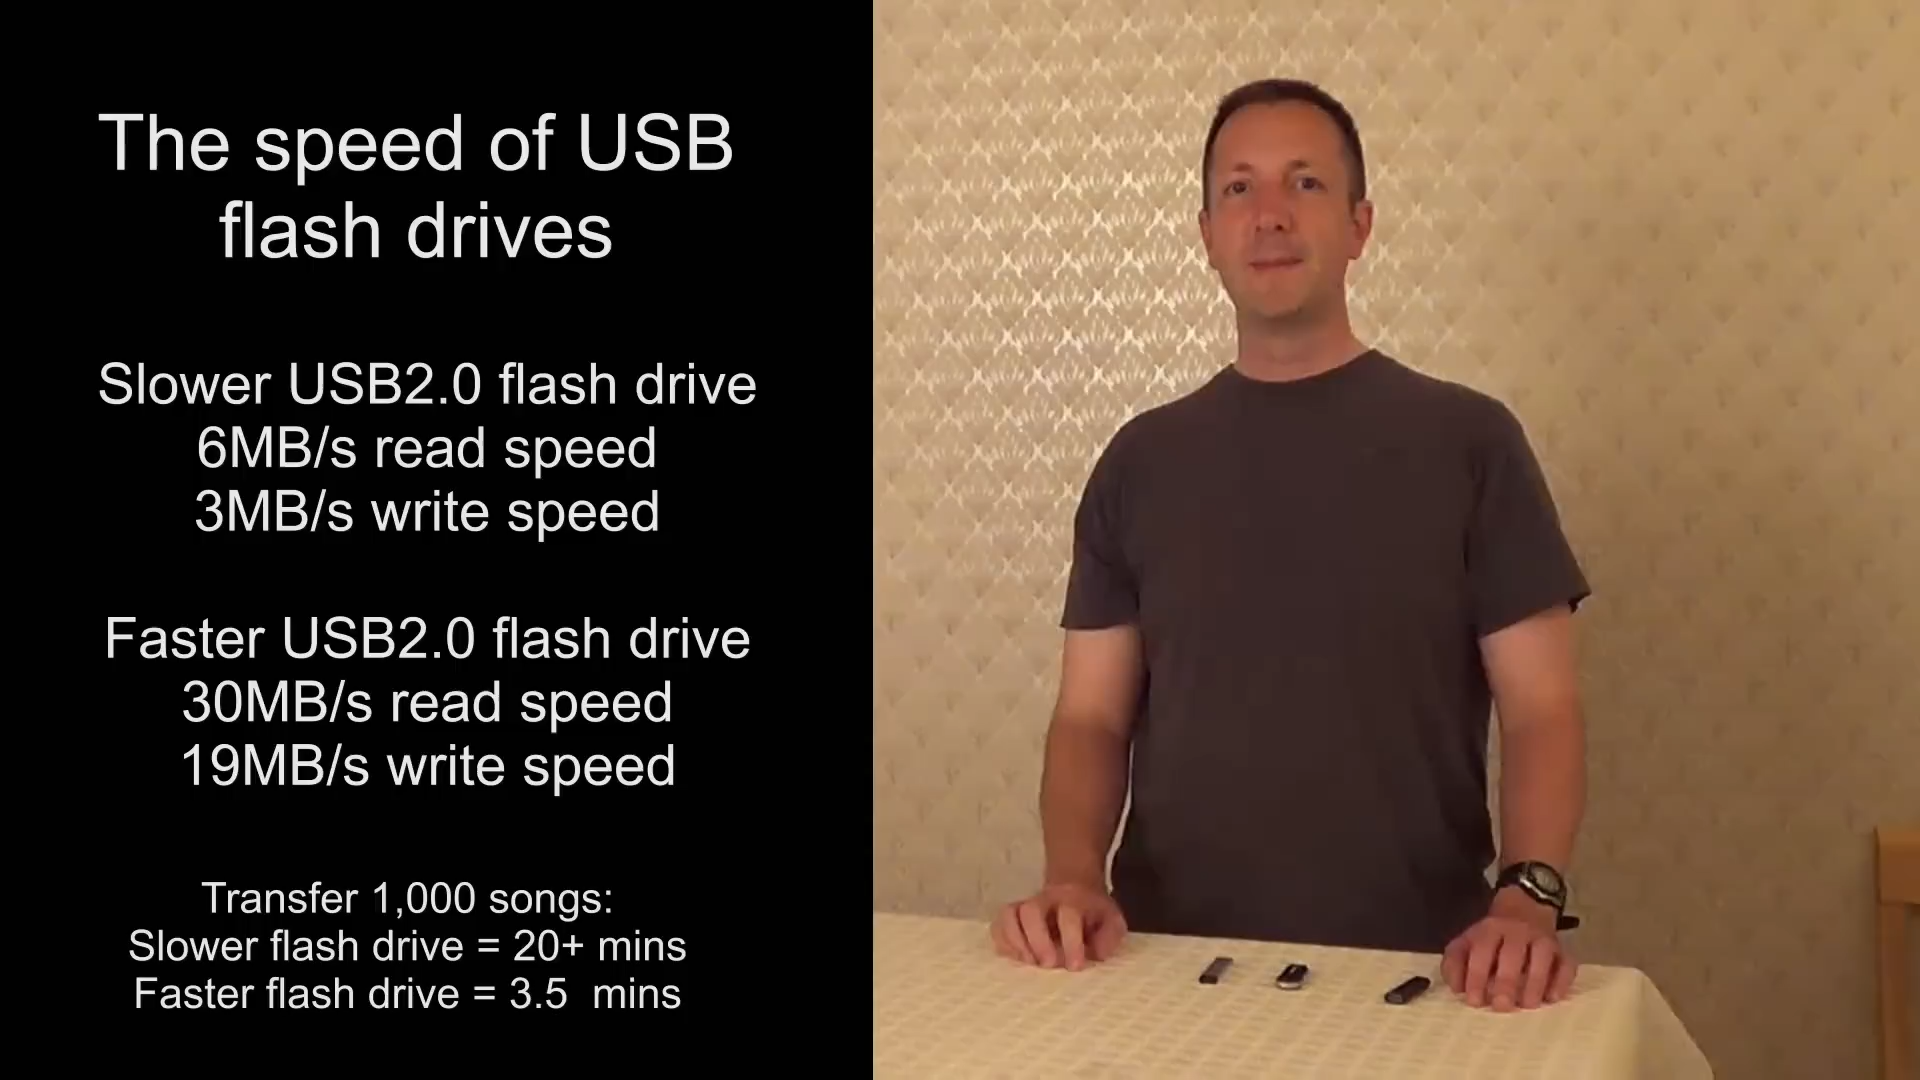 The speed of USB
flash drives
Slower USB2.0 flash drive
6MB/s read speed
3MB/s write speed
Faster USB2.0 flash drive
30MB/s read speed
19MB/s write speed
Transfer 1,000 songs:
Slower flash drive = 20+ mins
Faster flash drive = 3.5  mins